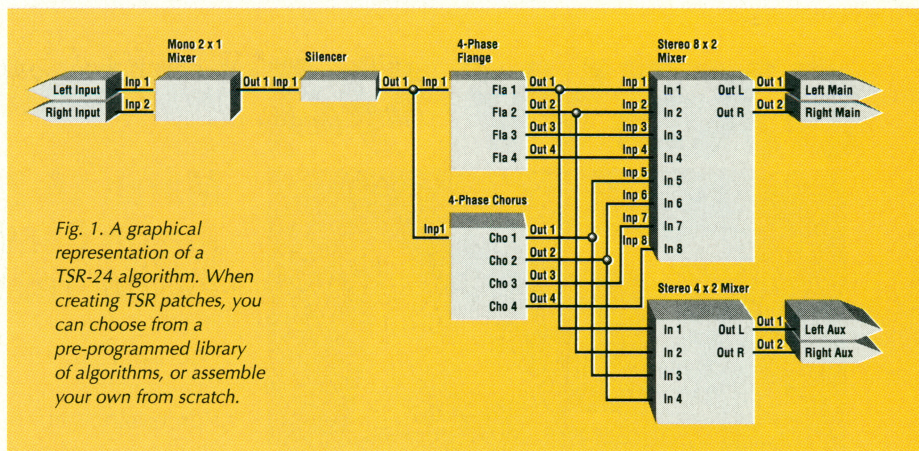 Mono 2 x 1
Mixer
Silencer
4-Phase
Flange
Stereo 8 x 2
Mixer
Left Input
Inp 1
Right Input
Inp 2
Out 1
Inp 1
Out 1
Inp 1
Fla 1
Out 1
Fla 2
Out 2
Fla 3
Out 3
Fla 4
Out 4
Inp 1
Inp 2
Inp 3
Inp 4
Inp 5
Inp 6
Inp 7
Inp 8
In 1
In 2
In 3
In 4
In 5
In 6
In 7
In 8
Out L
Out R
Out 1
Out 2
Left Main
Right Main
4-Phase Chorus
Inp1
Cho 1
Cho 2
Cho 3
Cho 4
Out 1
Out 2
Out 3
Out 4
Stereo 4 x 2 Mixer
In 1
In 2
In 3
In 4
Out L
Out R
Out 1
Out 2
Left Aux
Right Aux
Fig. 1. A graphical
representation of a
TSR-24 algorithm. When
creating TSR patches, you
can choose from a
pre-programmed library
of algorithms, or assemble
your own from scratch.